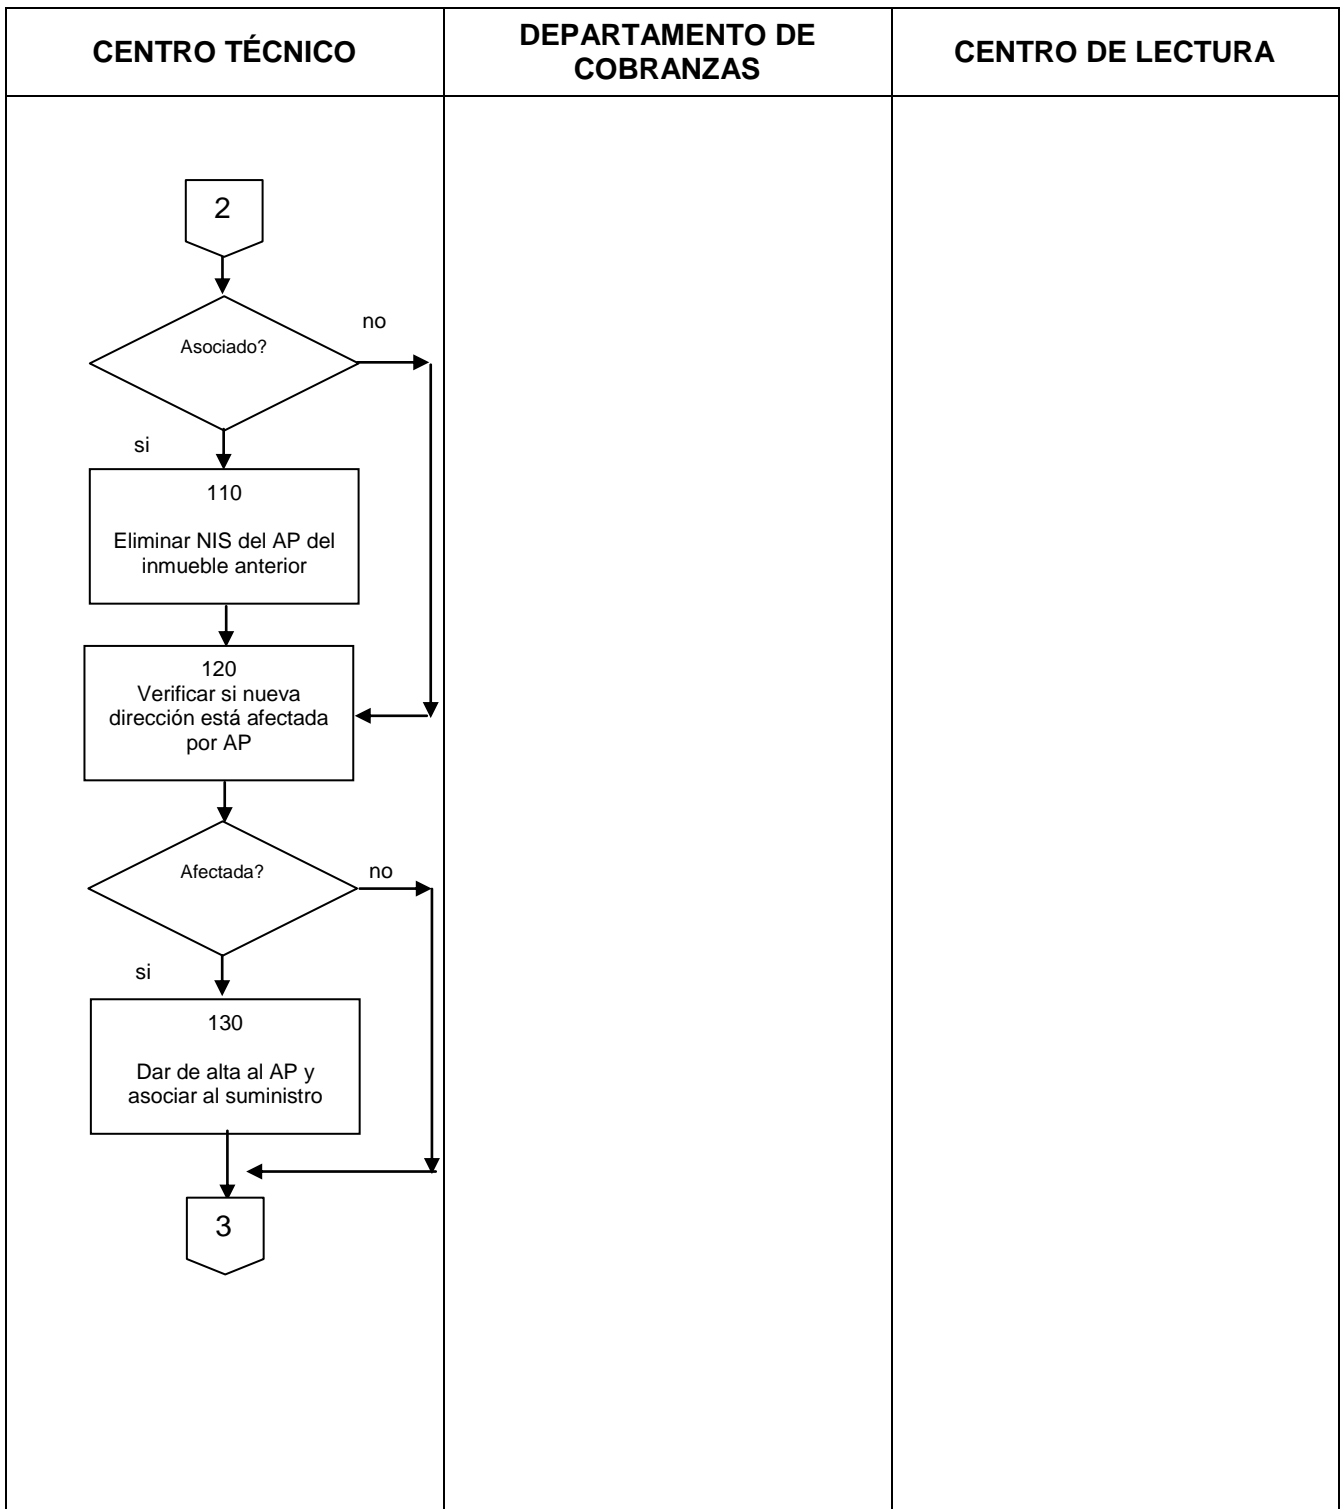 CENTRO TÉCNICO
DEPARTAMENTO DE
COBRANZAS
CENTRO DE LECTURA
2
no
Asociado?
si
110
Eliminar NIS del AP del
inmueble anterior
120
Verificar si nueva
dirección está afectada
por AP
Afectada?
no
si
130
Dar de alta al AP y
asociar al suministro
3